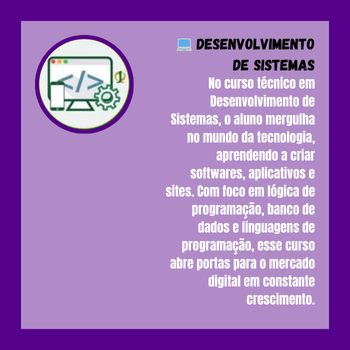 💻 DESENVOLVIMENTO
DE SISTEMAS
No curso técnico em
Desenvolvimento de
Sistemas, o aluno mergulha
no mundo da tecnologia,
aprendendo a criar
softwares, aplicativos e
sites. Com foco em lógica de
programação, banco de
dados e linguagens de
programação, esse curso
abre portas para o mercado
digital em constante
crescimento.